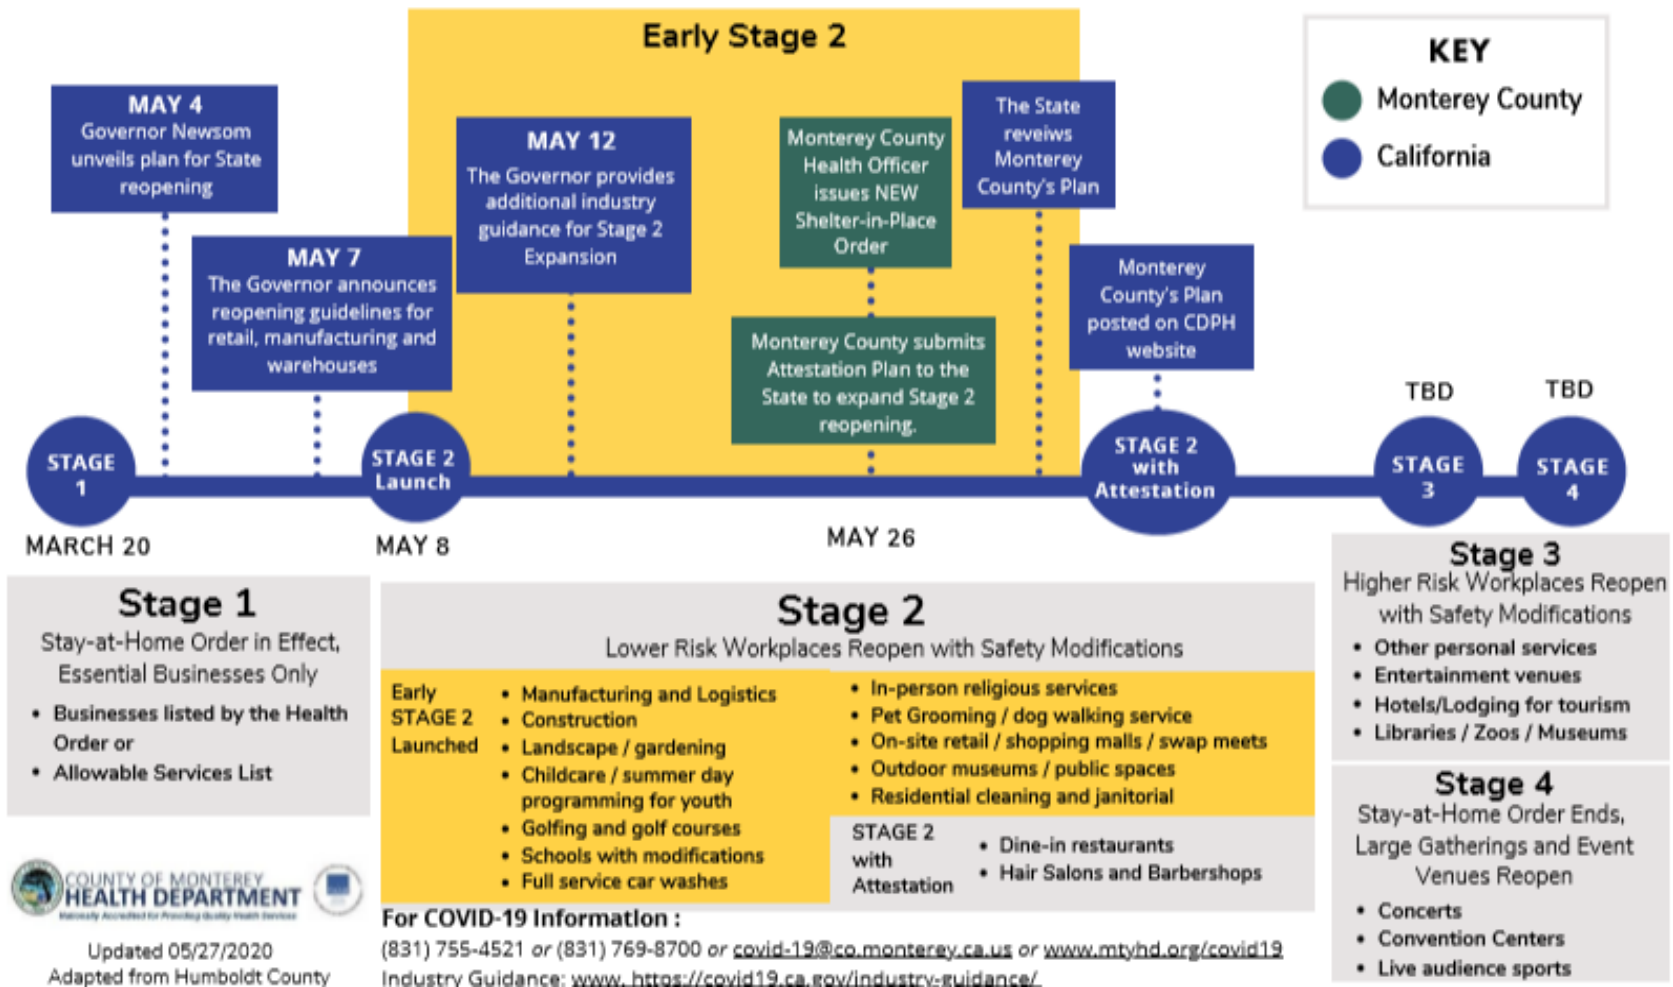 Early Stage 2
KEY
Monterey County
California
MAY 4
Governor Newsom
unveils plan for State
reopening
MAY 7
The Governor announces
reopening guidelines for
retail, manufacturing and
warehouses
MAY 12
The Governor provides
additional industry
guidance for Stage 2
Expansion
Monterey County
Health Officer
issues NEW
Shelter-in-Place
Order
Monterey County submits
Attestation Plan to the
State to expand Stage 2
reopening.
The State
reveiws
Monterey
County's Plan
Monterey
County's Plan
posted on CDPH
website
TBD
TBD
STAGE
1
STAGE 2
Launch
STAGE 2
with
Attestation
STAGE
3
STAGE
4
MARCH 20
MAY 8
MAY 26
Stage 1
Stay-at-Home Order in Effect,
Essential Businesses Only
• Businesses listed by the Health
Order or
• Allowable Services List
Stage 2
Lower Risk Workplaces Reopen with Safety Modifications
Early
STAGE 2
Launched
• Manufacturing and Logistics
• Construction
• Landscape / gardening
• Childcare / summer day
programming for youth
• Golfing and golf courses
• Schools with modifications
• Full service car washes
• In-person religious services
• Pet Grooming / dog walking service
• On-site retail / shopping malls / swap meets
• Outdoor museums / public spaces
• Residential cleaning and janitorial
STAGE 2
with
Attestation
• Dine-in restaurants
• Hair Salons and Barbershops
Stage 3
Higher Risk Workplaces Reopen
with Safety Modifications
• Other personal services
• Entertainment venues
• Hotels/Lodging for tourism
• Libraries / Zoos / Museums
Stage 4
Stay-at-Home Order Ends,
Large Gatherings and Event
Venues Reopen
• Concerts
• Convention Centers
• Live audience sports
COUNTY OF MONTEREY
HEALTH DEPARTMENT
Nationally Accredited for Providing Quality Health Services
Updated 05/27/2020
Adapted from Humboldt County
For COVID-19 Information :
(831) 755-4521 or (831) 769-8700 or covid-19@co.monterey.ca.us or www.mtyhd.org/covid19
Industry Guidance: www. https://covid19.ca.gov/industry-guidance/